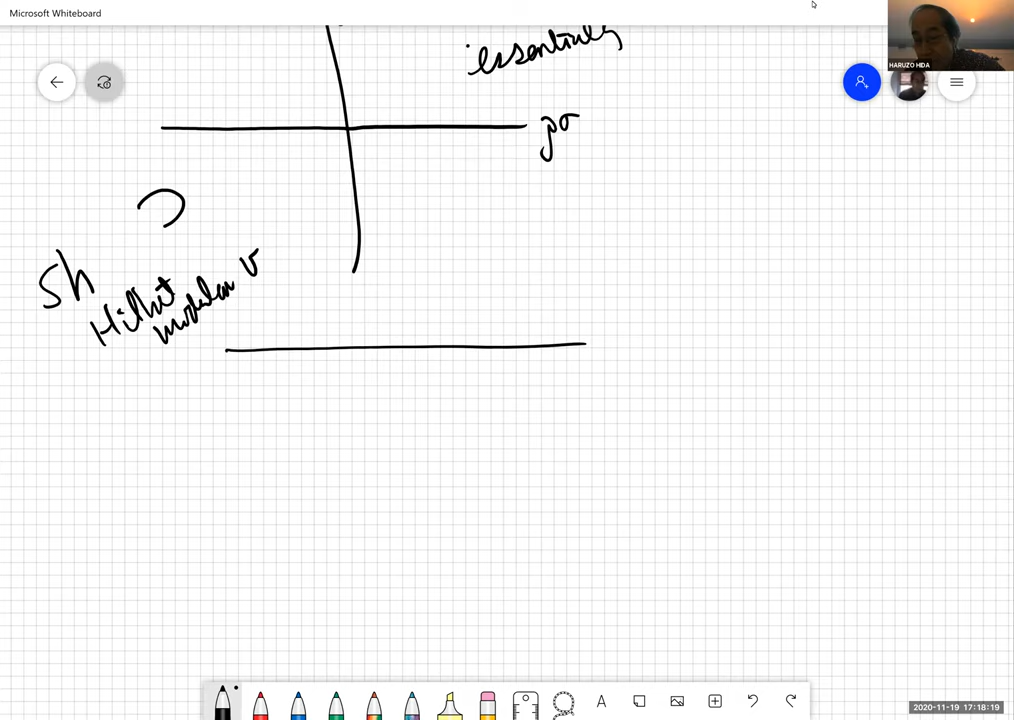 Microsoft Whiteboard
HARUZO HIDA
essentially
Sh
Hilbert
modular v
A
2020-11-19 17:18:19